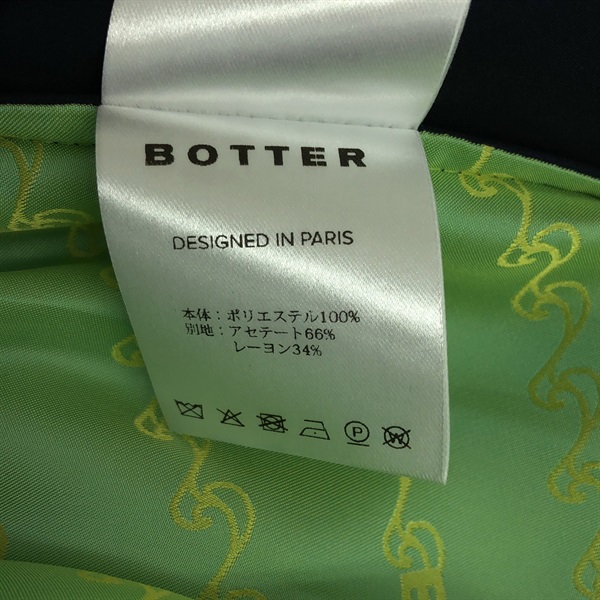 BOTTER
DESIGNED IN PARIS
本体：ポリエステル100%
別地：アセテート66%
レーヨン34%
P W